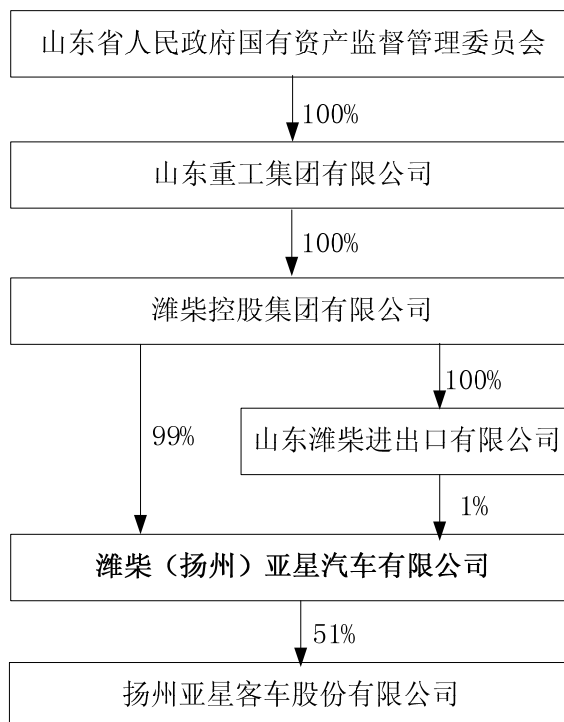 山东省人民政府国有资产监督管理委员会
100%
山东重工集团有限公司
100%
潍柴控股集团有限公司
100%
99%
山东潍柴进出口有限公司
1%
潍柴（扬州）亚星汽车有限公司
51%
扬州亚星客车股份有限公司